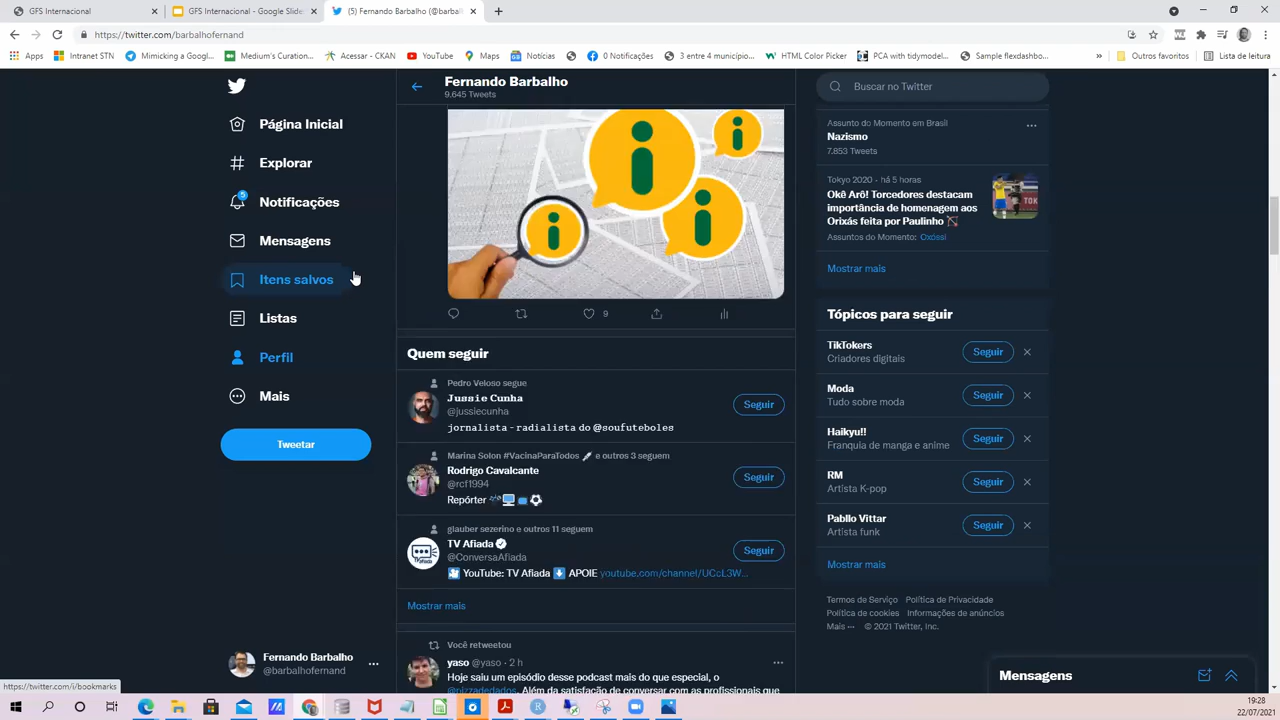 GFS Internacional
GFS Internacional - Google Slides
(5) Fernando Barbalho (@barbal
twitter.com/barbalhofernand
Apps
Intranet STN
Mimicking a Googl...
Medium's Curation...
Acessar - CKAN
YouTube
Maps
Notícias
0 Notificações
3 entre 4 municípi...
HTML Color Picker
PCA with tidymodel...
Sample flexdashbo...
»
Outros favoritos
Lista de leitura
Página Inicial
Explorar
5
Notificações
Mensagens
Itens salvos
Listas
Perfil
Mais
Tweetar
Fernando Barbalho
@barbalhofernand
https://twitter.com/i/bookmarks
Fernando Barbalho
9.645 Tweets
i
i
i
i
9
Quem seguir
Pedro Veloso segue
Jussie Cunha
@jussiecunha
jornalista - radialista do @soufuteboles
Seguir
Marina Solon #VacinaParaTodos e outros 3 seguem
Rodrigo Cavalcante
@rcf1994
Repórter
Seguir
glauber sezerino e outros 11 seguem
TV Afiada
@ConversaAfiada
YouTube: TV Afiada APOIE youtube.com/channel/UCcL3W...
Seguir
Mostrar mais
Você retweetou
yaso @yaso · 2 h
Hoje saiu um episódio desse podcast mais do que especial, o
@pizzadedados. Além da satisfação de conversar com as profissionais que
Buscar no Twitter
Assunto do Momento em Brasil
Nazismo
7.853 Tweets
Tokyo 2020 · há 5 horas
Okê Arô! Torcedores destacam
importância de homenagem aos
Orixás feita por Paulinho
Assuntos do Momento: Oxóssi
Mostrar mais
Tópicos para seguir
TikTokers
Criadores digitais
Seguir
Moda
Tudo sobre moda
Seguir
Haikyu!!
Franquia de manga e anime
Seguir
RM
Artista K-pop
Seguir
Pabllo Vittar
Artista funk
Seguir
Mostrar mais
Termos de Serviço Política de Privacidade
Política de cookies Informações de anúncios
Mais ··· © 2021 Twitter, Inc.
Mensagens
19:28
22/07/2021